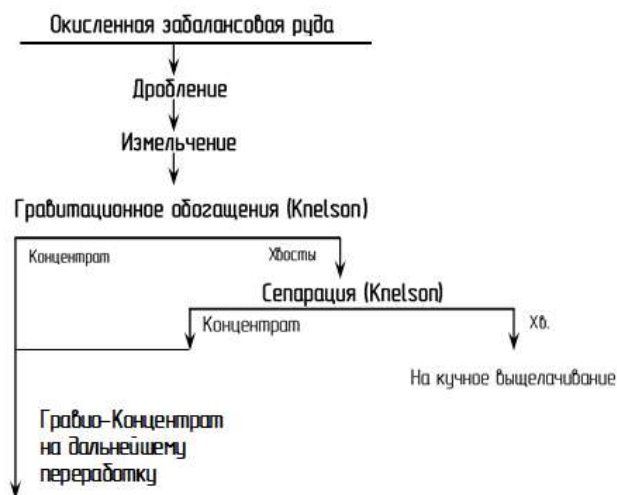 Окисленная забалансовая руда
Дробление
Измельчение
Гравитационное обогащения (Knelson)
Концентрат
Хвосты
Сепарация (Knelson)
Концентрат
Хв.
На кучное выщелачивание
Гравио-Концентрат
на дальнейшему
переработку